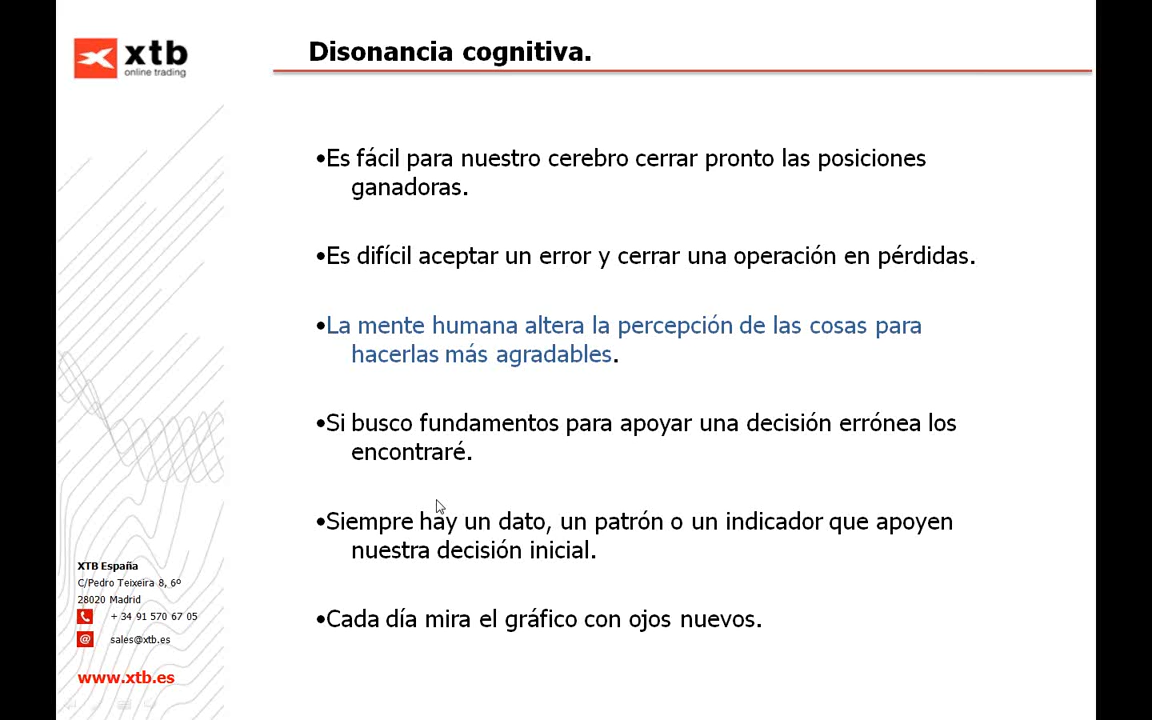 xtb
online trading
Disonancia cognitiva.
•Es fácil para nuestro cerebro cerrar pronto las posiciones
ganadoras.
•Es difícil aceptar un error y cerrar una operación en pérdidas.
•La mente humana altera la percepción de las cosas para
hacerlas más agradables.
•Si busco fundamentos para apoyar una decisión errónea los
encontraré.
•Siempre hay un dato, un patrón o un indicador que apoyen
nuestra decisión inicial.
•Cada día mira el gráfico con ojos nuevos.
XTB España
C/Pedro Teixeira 8, 6º
28020 Madrid
+ 34 91 570 67 05
@ sales@xtb.es
www.xtb.es